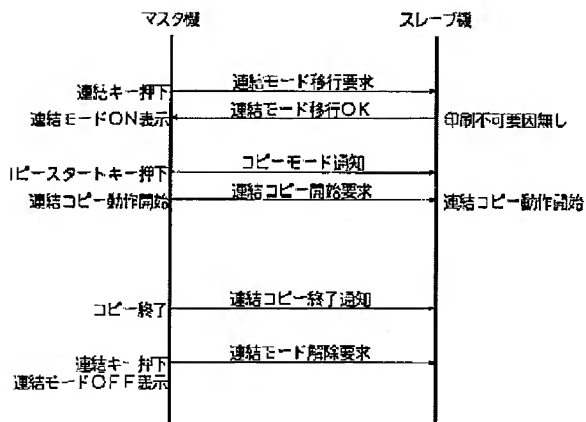 マスタ機 スレーブ機
連結モード移行要求
連結キー押下
連結モード移行OK
連結モードON表示 印刷不可要因無し
コピーモード通知
ピースタートキー押下
連結コピー開始要求
連結コピー動作開始 連結コピー動作開始
連結コピー終了通知
コピー終了
連結モード解除要求
連結キー押下
連結モードOFF表示